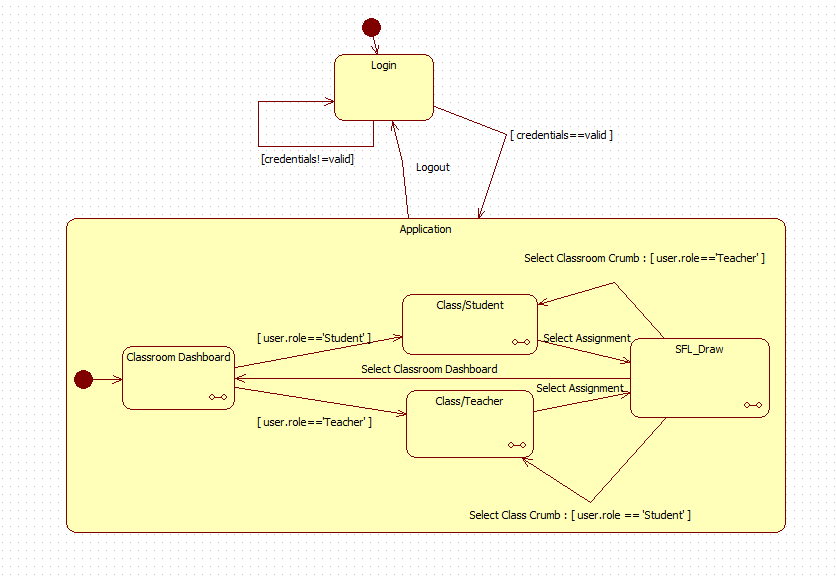 Login
[ credentials==valid ]
[credentials!=valid]
Logout
Application
Select Classroom Crumb : [ user.role=='Teacher' ]
Class/Student
[ user.role=='Student' ]
Select Assignment
SFL_Draw
Classroom Dashboard
Select Classroom Dashboard
Select Assignment
Class/Teacher
[ user.role=='Teacher' ]
Select Class Crumb : [ user.role == 'Student' ]